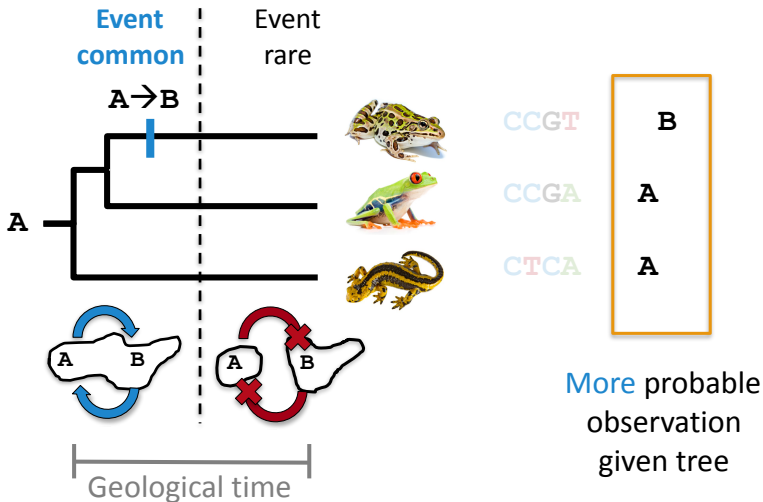 Event
common
Event
rare
A→B
A
CCGT
B
CCGA
A
CTCA
A
A
B
A
B
More probable
observation
given tree
Geological time